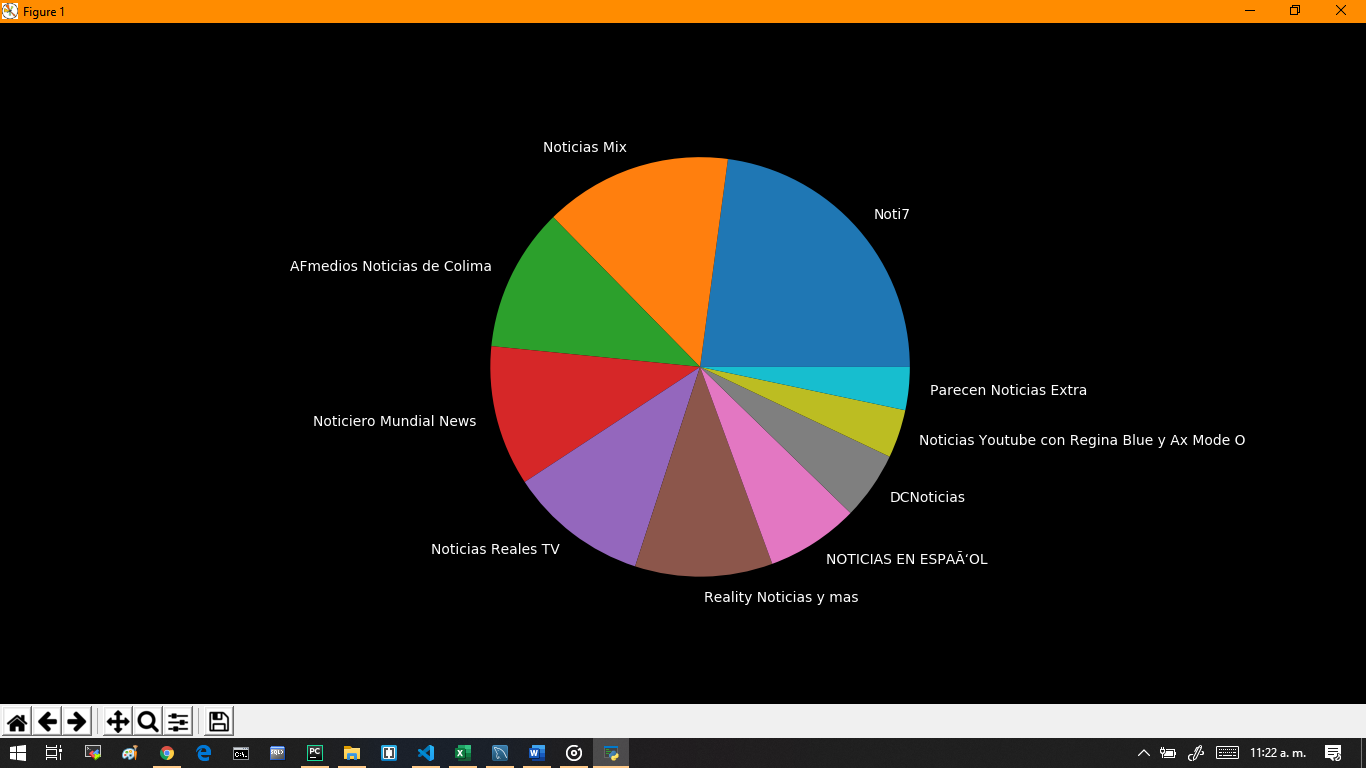 Figure 1
Noticias Mix
Noti7
AFmedios Noticias de Colima
Parecen Noticias Extra
Noticiero Mundial News
Noticias Youtube con Regina Blue y Ax Mode O
DCNoticias
Noticias Reales TV
NOTICIAS EN ESPAÃ‘OL
Reality Noticias y mas
11:22 a. m.